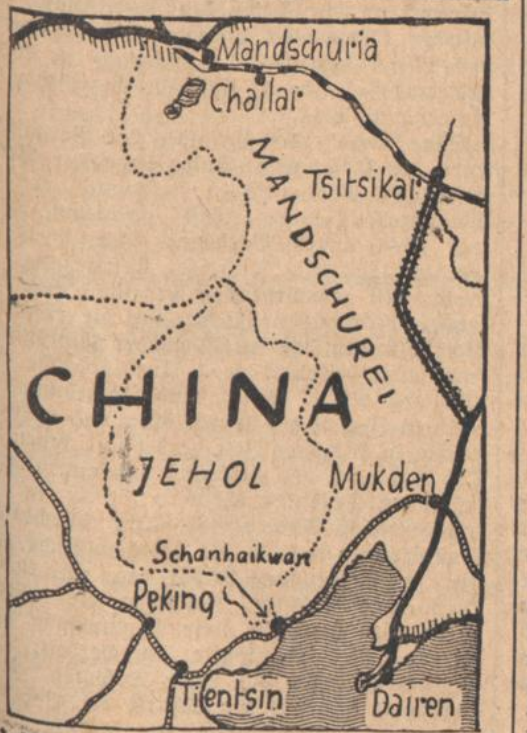 Mandschuria
Chailar
Tsitsikar
MANDSCHUREI
CHINA
JEHOL
Mukden
Schanhaikwan
Peking
Tientsin
Dairen